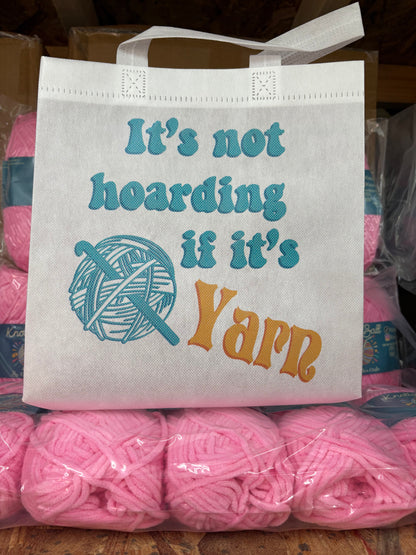 It's not
hoarding
if it's
Yarn